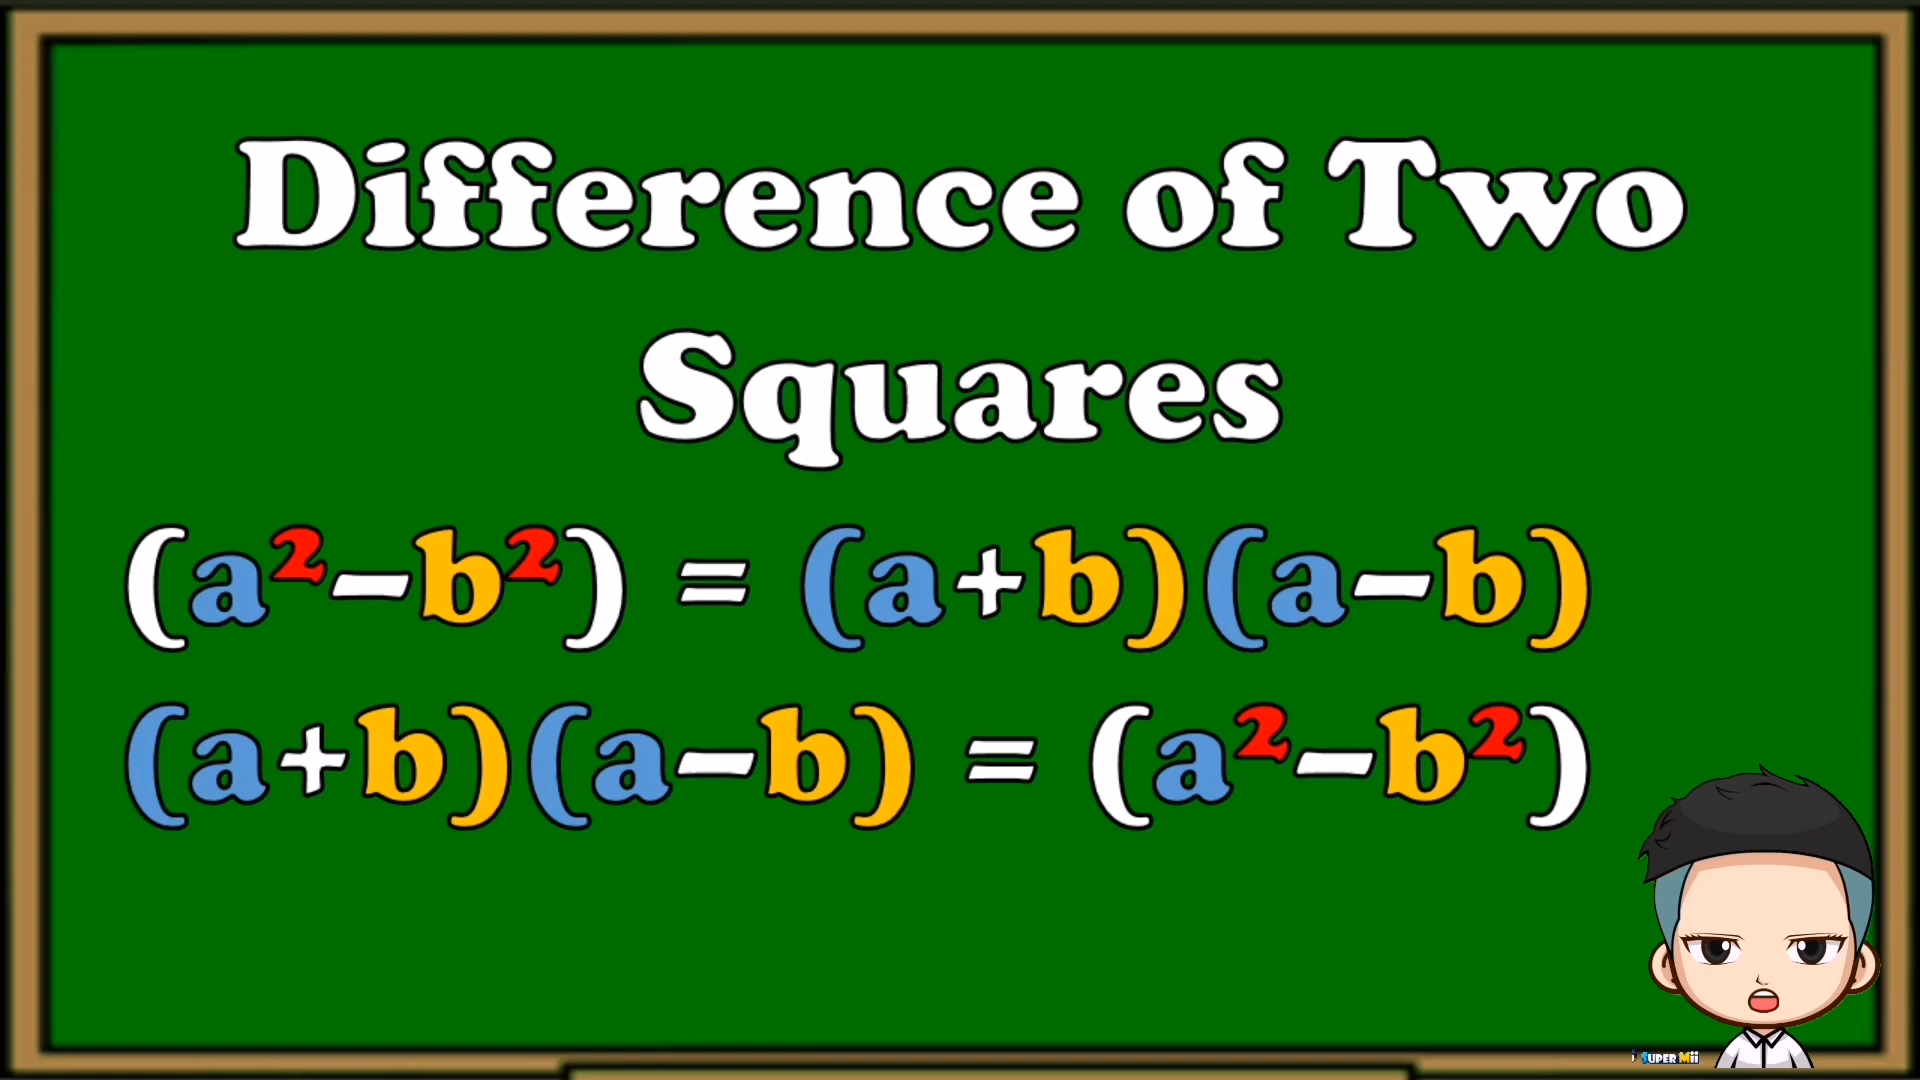 Difference of Two
Squares
(a²−b²) = (a+b)(a−b)
(a+b)(a−b) = (a²−b²)
SUPER Mii